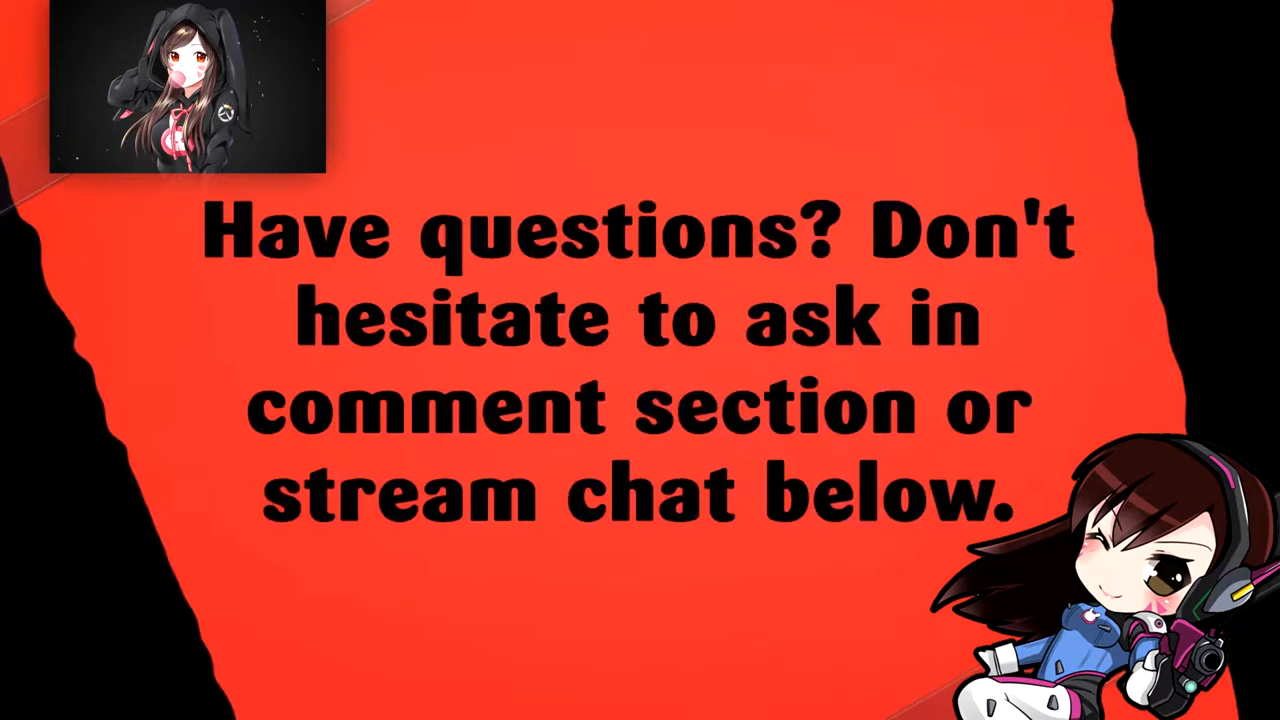 Have questions? Don't
hesitate to ask in
comment section or
stream chat below.